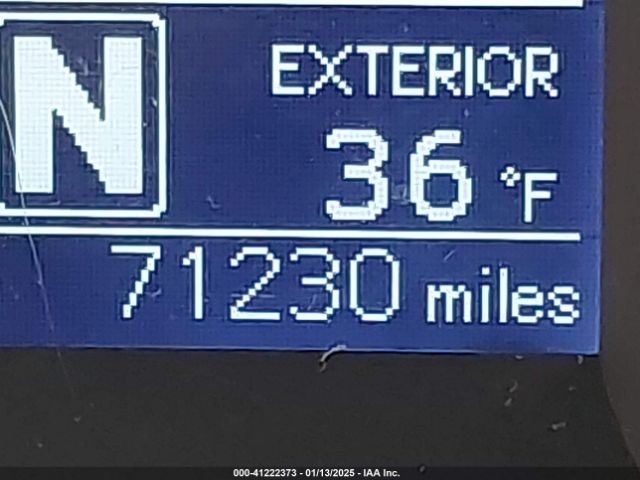 N
EXTERIOR
36 °F
71230 miles
000-41222373 - 01/13/2025 - IAA Inc.